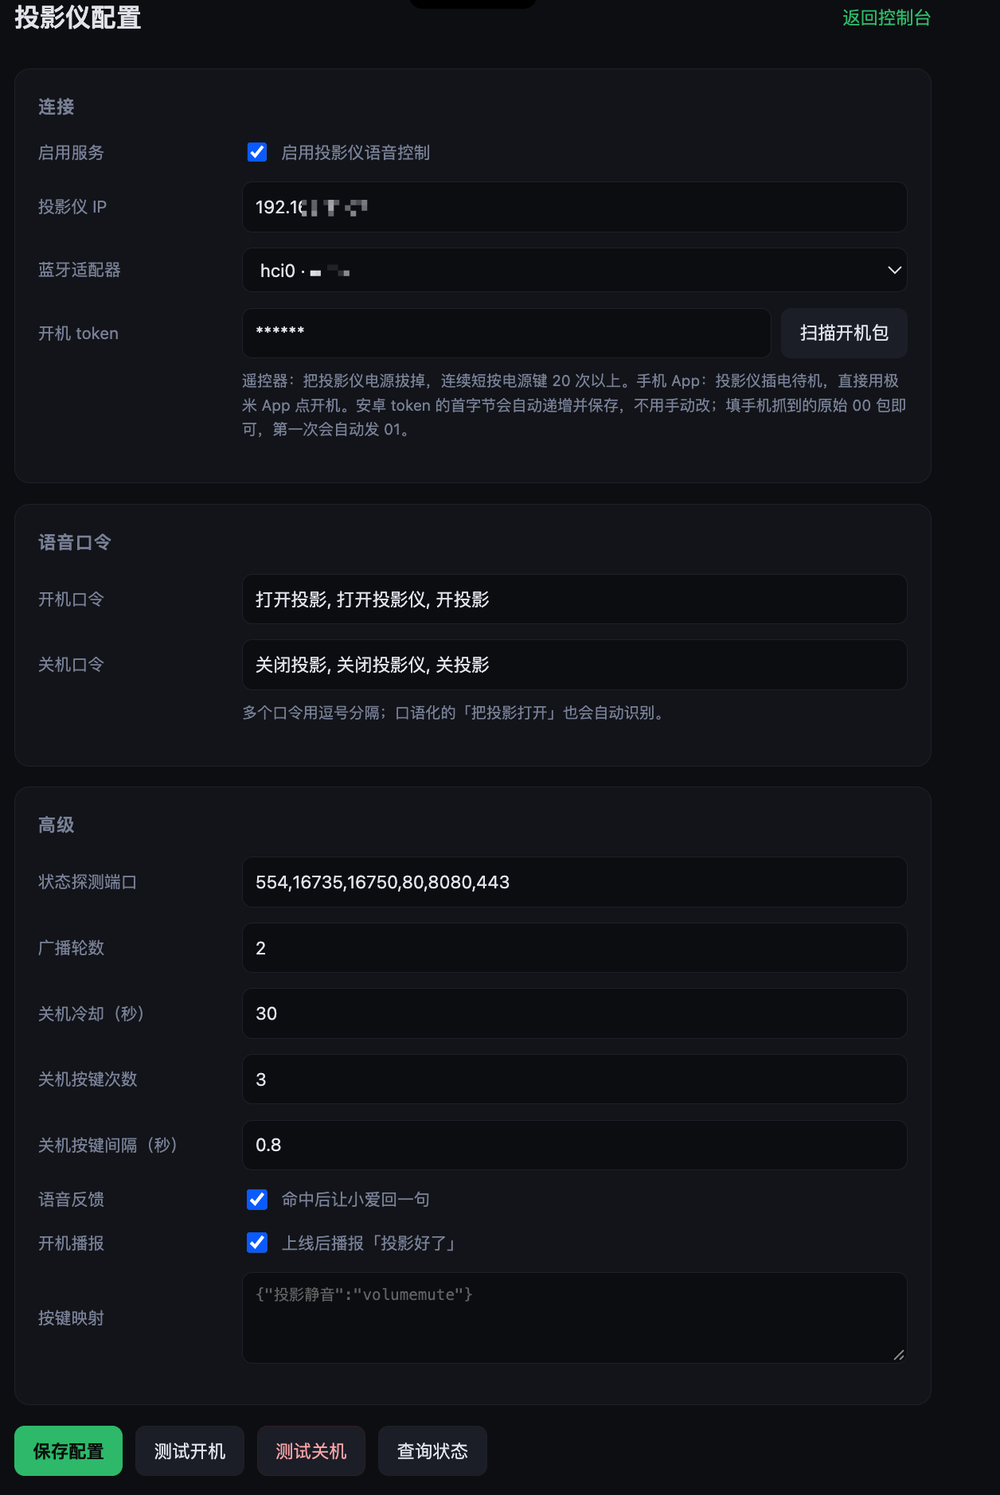 投影仪配置
返回控制台
连接
启用服务
启用投影仪语音控制
投影仪 IP
192.16
蓝牙适配器
hci0 ·
开机 token
******
扫描开机包
遥控器：把投影仪电源拔掉，连续短按电源键 20 次以上。手机 App：投影仪插电待机，直接用极
米 App 点开机。安卓 token 的首字节会自动递增并保存，不用手动改；填手机抓到的原始 00 包即
可，第一次会自动发 01。
语音口令
开机口令
打开投影, 打开投影仪, 开投影
关机口令
关闭投影, 关闭投影仪, 关投影
多个口令用逗号分隔；口语化的「把投影打开」也会自动识别。
高级
状态探测端口
554,16735,16750,80,8080,443
广播轮数
2
关机冷却（秒）
30
关机按键次数
3
关机按键间隔（秒）
0.8
语音反馈
命中后让小爱回一句
开机播报
上线后播报「投影好了」
按键映射
{"投影静音":"volumemute"}
保存配置
测试开机
测试关机
查询状态